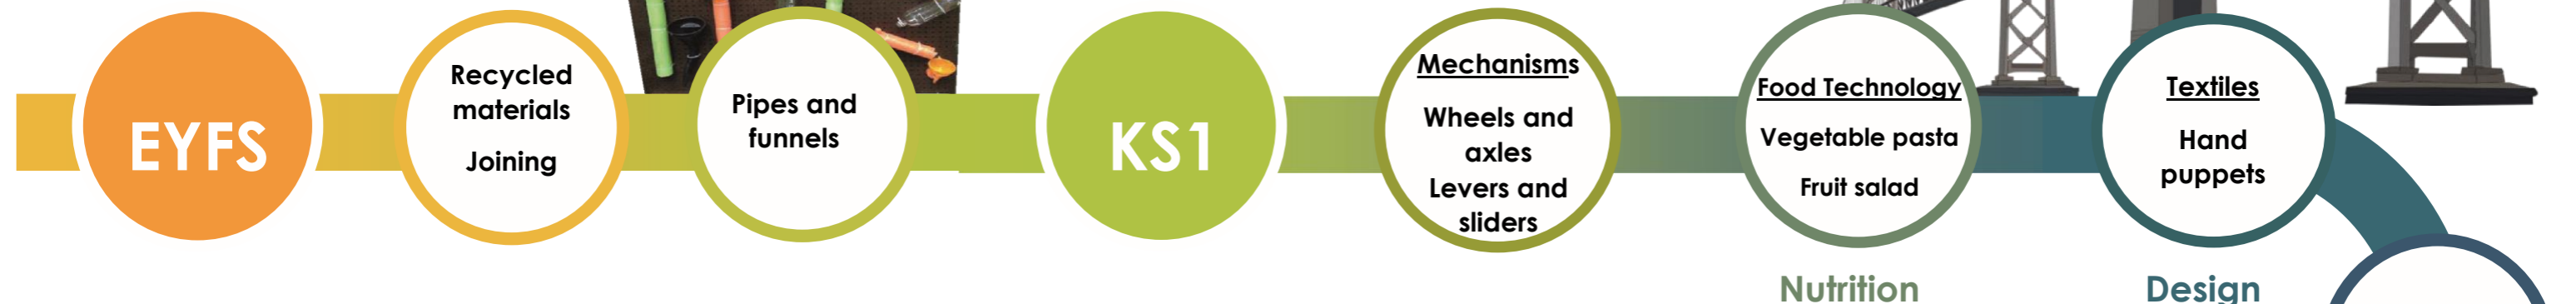 EYFS
Recycled
materials
Joining
Pipes and
funnels
KS1
Mechanisms
Wheels and
axles
Levers and
sliders
Food Technology
Vegetable pasta
Fruit salad
Textiles
Hand
puppets
Nutrition
Design